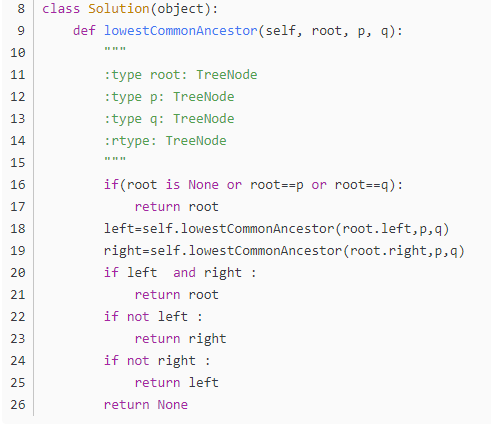 8 class Solution(object):
9     def lowestCommonAncestor(self, root, p, q):
10         """
11         :type root: TreeNode
12         :type p: TreeNode
13         :type q: TreeNode
14         :rtype: TreeNode
15         """
16         if(root is None or root==p or root==q):
17             return root
18         left=self.lowestCommonAncestor(root.left,p,q)
19         right=self.lowestCommonAncestor(root.right,p,q)
20         if left  and right :
21             return root
22         if not left :
23             return right
24         if not right :
25             return left
26         return None